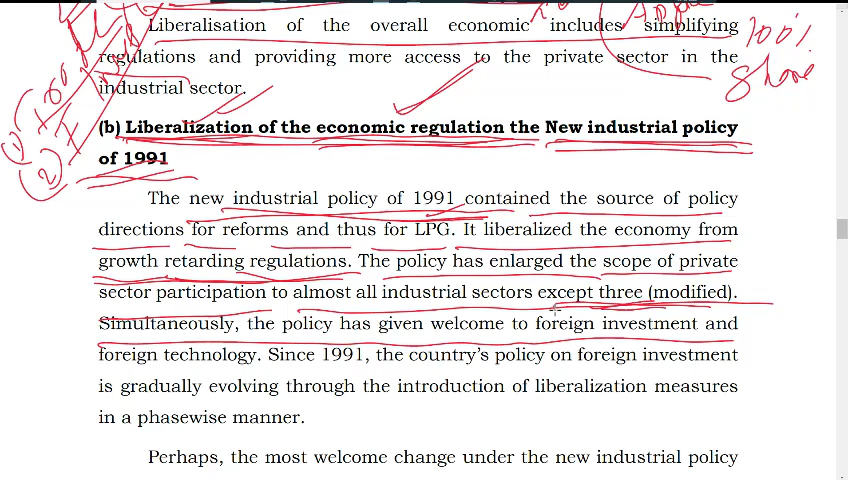 Liberalisation of the overall economic includes simplifying
100%
regulations and providing more access to the private sector in the
Share
industrial sector.
(b) Liberalization of the economic regulation the New industrial policy
of 1991
The new industrial policy of 1991 contained the source of policy
directions for reforms and thus for LPG. It liberalized the economy from
growth retarding regulations. The policy has enlarged the scope of private
sector participation to almost all industrial sectors except three (modified).
Simultaneously, the policy has given welcome to foreign investment and
foreign technology. Since 1991, the country's policy on foreign investment
is gradually evolving through the introduction of liberalization measures
in a phasewise manner.
Perhaps, the most welcome change under the new industrial policy